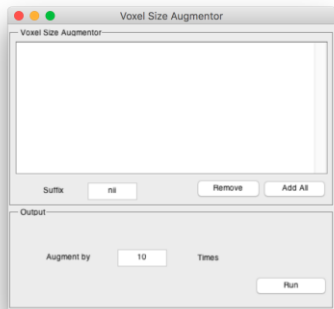 Voxel Size Augmentor
Voxel Size Augmentor
Suffix nii Remove Add All
Output
Augment by 10 Times
Run